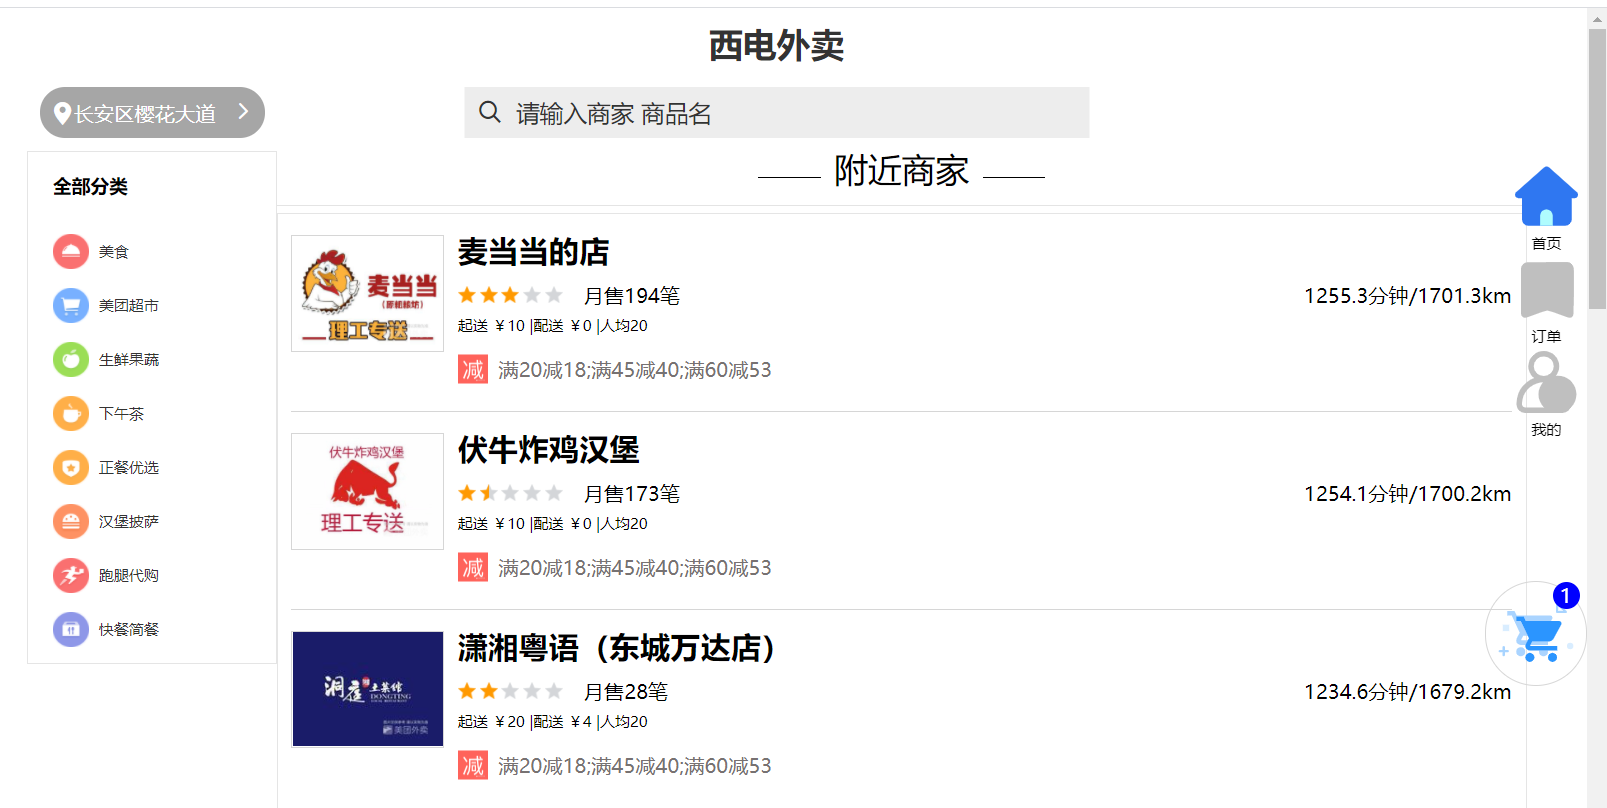 西电外卖
长安区樱花大道
请输入商家 商品名
附近商家
全部分类
美食
美团超市
生鲜果蔬
下午茶
正餐优选
汉堡披萨
跑腿代购
快餐简餐
麦当当
理工专送
麦当当的店
月售194笔
1255.3分钟/1701.3km
起送 ￥10 |配送 ￥0 |人均20
减 满20减18;满45减40;满60减53
伏牛炸鸡汉堡
理工专送
伏牛炸鸡汉堡
月售173笔
1254.1分钟/1700.2km
起送 ￥10 |配送 ￥0 |人均20
减 满20减18;满45减40;满60减53
洞庭土菜馆
DONGTING
美团外卖
潇湘粤语（东城万达店）
月售28笔
1234.6分钟/1679.2km
起送 ￥20 |配送 ￥4 |人均20
减 满20减18;满45减40;满60减53
首页
订单
我的
1